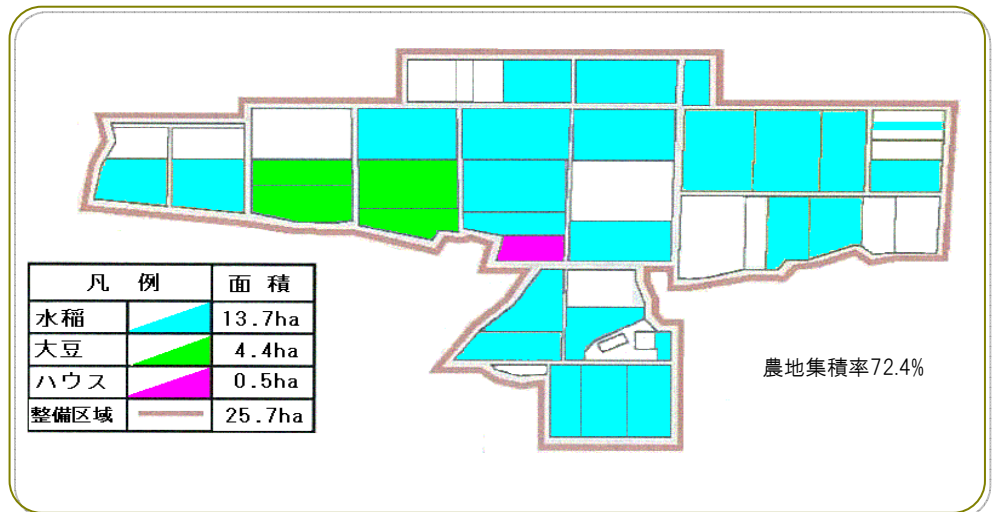 凡 例 面 積
水稲 13.7ha
大豆 4.4ha
ハウス 0.5ha
整備区域 25.7ha
農地集積率72.4%